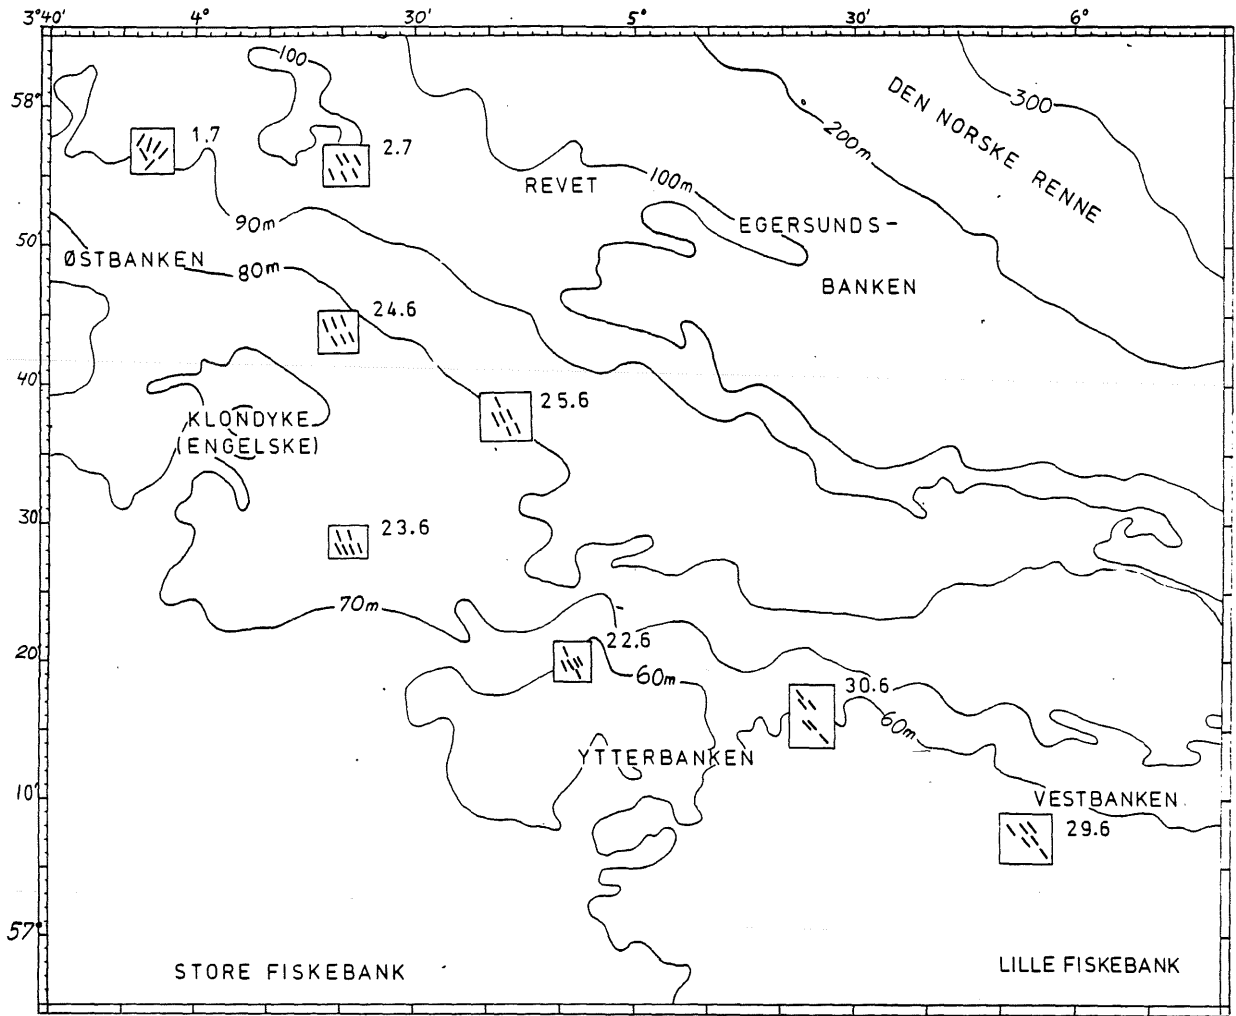 3°40' 4° 30' 5° 30' 6°
100
300
58°
DEN NORSKE RENNE
200m
1.7
2.7
REVET
100m
90m
EGERSUNDS-
50'
ØSTBANKEN
80m
BANKEN
24.6
40'
25.6
KLONDYKE
(ENGELSKE)
30'
23.6
70m
22.6
20'
60m
30.6
60m
YTTERBANKEN
10'
VESTBANKEN
29.6
57°
STORE FISKEBANK
LILLE FISKEBANK